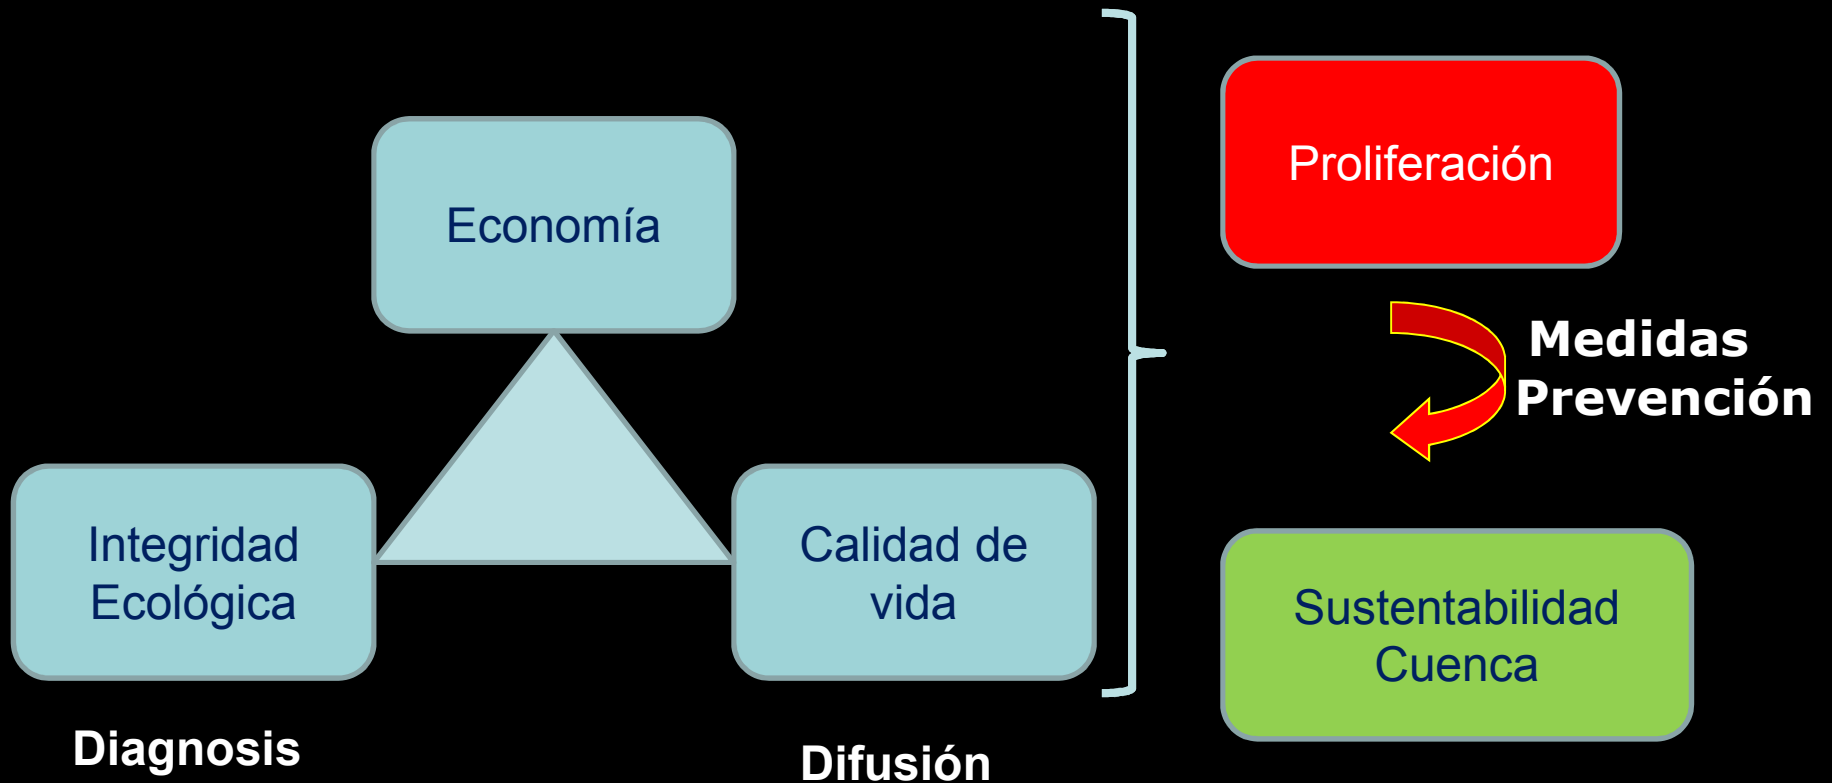 Economía
Integridad
Ecológica
Calidad de
vida
Diagnosis
Difusión
Proliferación
Medidas
Prevención
Sustentabilidad
Cuenca